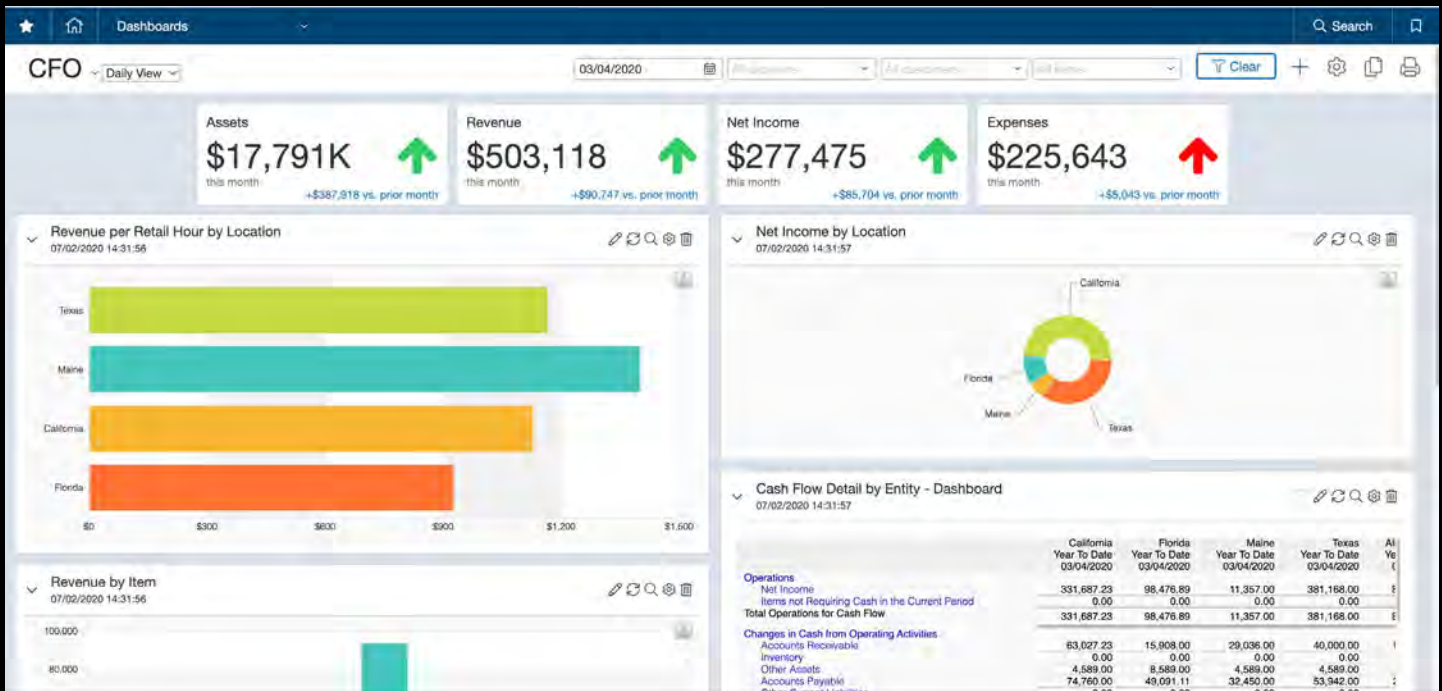 Dashboards
Search
CFO
Daily View
03/04/2020
Clear
Assets
$17,791K
this month
+$387,918 vs. prior month
Revenue
$503,118
this month
+$90,747 vs. prior month
Net Income
$277,475
this month
+$85,704 vs. prior month
Expenses
$225,643
this month
+$5,043 vs. prior month
Revenue per Retail Hour by Location
07/02/2020 14:31:56
Texas
Maine
California
Florida
$0 $300 $600 $900 $1,200 $1,500
Net Income by Location
07/02/2020 14:31:57
California
Florida
Maine
Texas
Revenue by Item
07/02/2020 14:31:56
100,000
80,000
Cash Flow Detail by Entity - Dashboard
07/02/2020 14:31:57
California Florida Maine Texas
Year To Date Year To Date Year To Date Year To Date
03/04/2020 03/04/2020 03/04/2020 03/04/2020
Operations
Net Income 331,687.23 98,476.89 11,357.00 381,168.00
Items not Requiring Cash in the Current Period 0.00 0.00 0.00 0.00
Total Operations for Cash Flow 331,687.23 98,476.89 11,357.00 381,168.00
Changes in Cash from Operating Activities
Accounts Receivable 63,027.23 15,908.00 29,036.00 40,000.00
Inventory 0.00 0.00 0.00 0.00
Other Assets 4,589.00 8,589.00 4,589.00 4,589.00
Accounts Payable 74,760.00 49,091.11 32,450.00 53,942.00